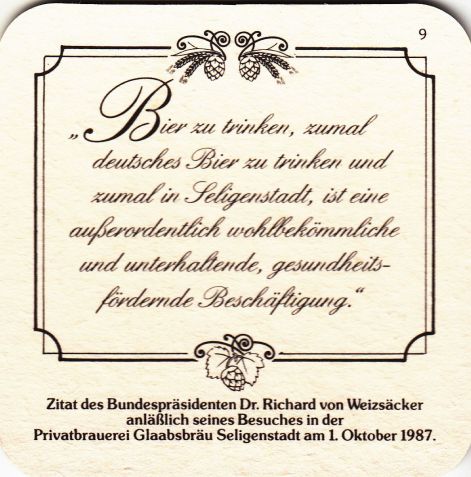 9
„Bier zu trinken, zumal
deutsches Bier zu trinken und
zumal in Seligenstadt, ist eine
außerordentlich wohlbekömmliche
und unterhaltende, gesundheits-
fördernde Beschäftigung.“
Zitat des Bundespräsidenten Dr. Richard von Weizsäcker
anläßlich seines Besuches in der
Privatbrauerei Glaabsbräu Seligenstadt am 1. Oktober 1987.